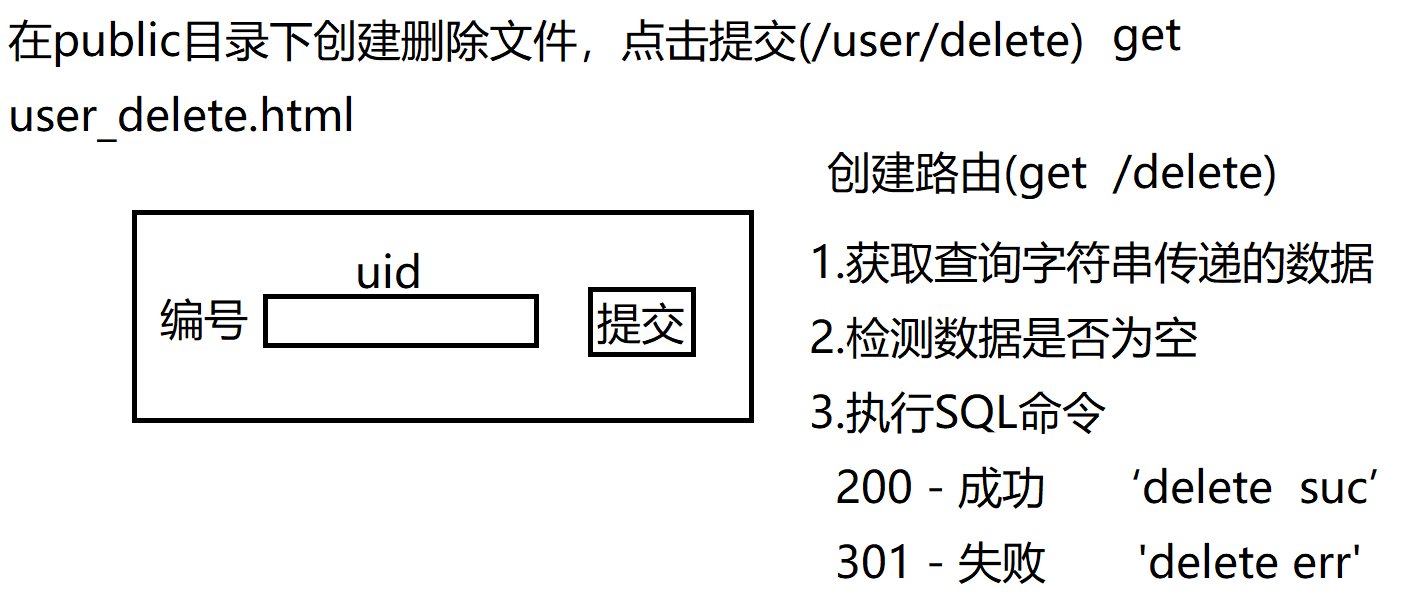 在public目录下创建删除文件，点击提交(/user/delete) get
user_delete.html
创建路由(get /delete)
uid
编号 提交
1.获取查询字符串传递的数据
2.检测数据是否为空
3.执行SQL命令
200 - 成功 ‘delete suc’
301 - 失败 'delete err'